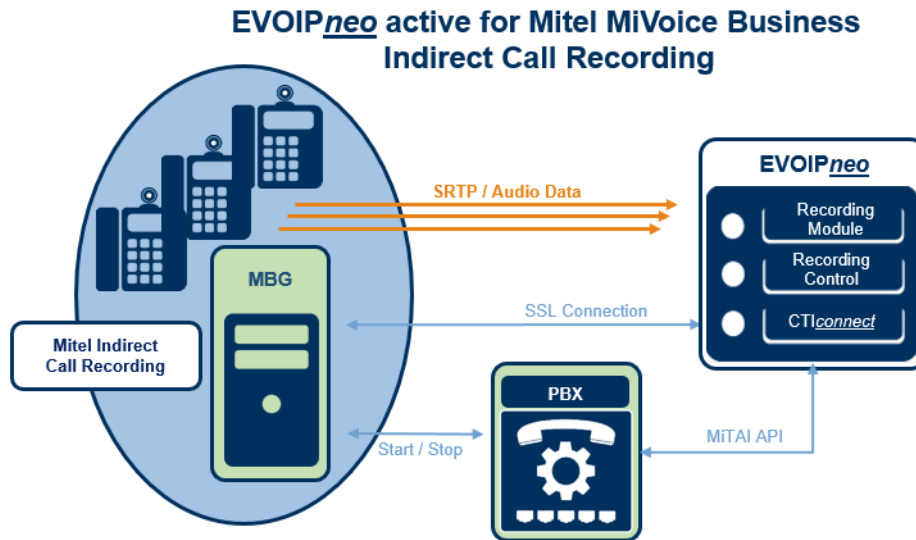 EVOIPneo active for Mitel MiVoice Business
Indirect Call Recording
EVOIPneo
SRTP / Audio Data
Recording
Module
Recording
Control
CTIconnect
MBG
SSL Connection
Mitel Indirect
Call Recording
PBX
Start / Stop
MiTAI API